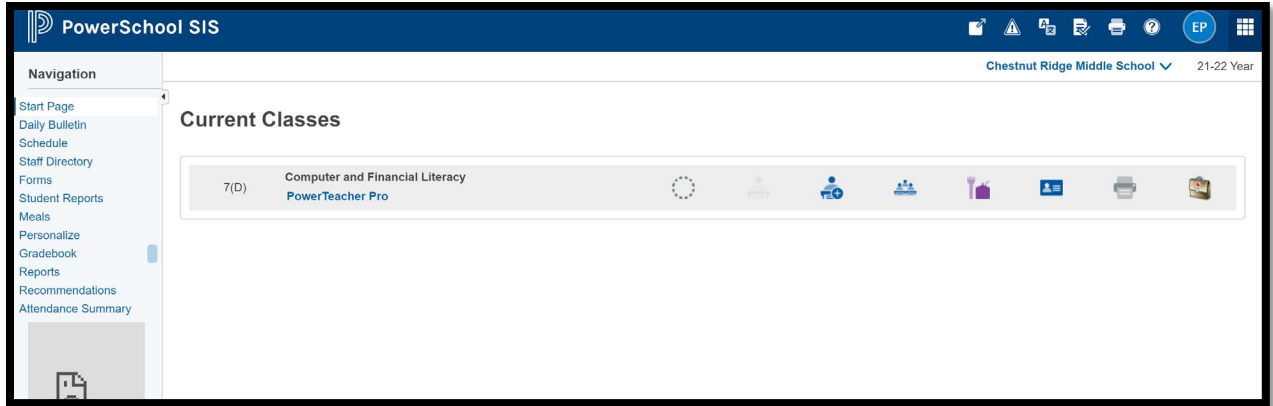 PowerSchool SIS
EP
Navigation
Chestnut Ridge Middle School
21-22 Year
Start Page
Daily Bulletin
Schedule
Staff Directory
Forms
Student Reports
Meals
Personalize
Gradebook
Reports
Recommendations
Attendance Summary
Current Classes
7(D)
Computer and Financial Literacy
PowerTeacher Pro